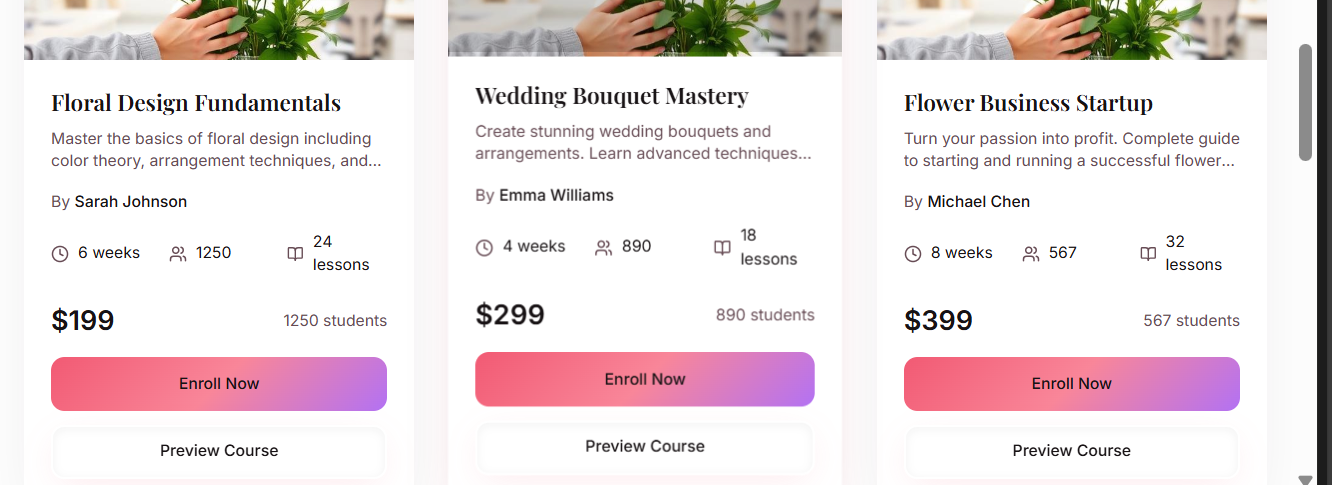 Floral Design Fundamentals
Master the basics of floral design including
color theory, arrangement techniques, and...
By Sarah Johnson
6 weeks
1250
24
lessons
$199
1250 students
Enroll Now
Preview Course
Wedding Bouquet Mastery
Create stunning wedding bouquets and
arrangements. Learn advanced techniques...
By Emma Williams
4 weeks
890
18
lessons
$299
890 students
Enroll Now
Preview Course
Flower Business Startup
Turn your passion into profit. Complete guide
to starting and running a successful flower...
By Michael Chen
8 weeks
567
32
lessons
$399
567 students
Enroll Now
Preview Course